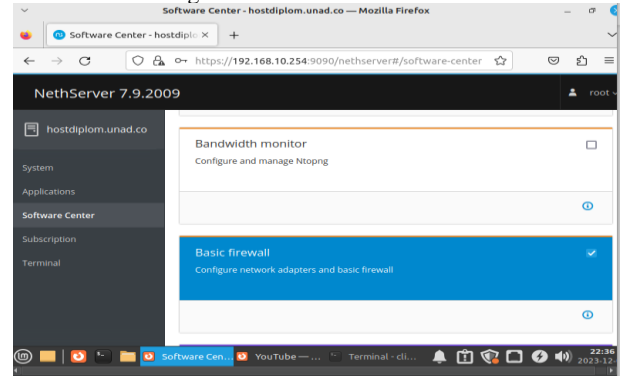 Software Center - hostdiplom.unad.co — Mozilla Firefox
Software Center - hostdiplo
https://192.168.10.254:9090/nethserver#/software-center
NethServer 7.9.2009
root
hostdiplom.unad.co
System
Applications
Software Center
Subscription
Terminal
Bandwidth monitor
Configure and manage Ntopng
Basic firewall
Configure network adapters and basic firewall
Software Cen...
YouTube — ...
Terminal - cli...
22:36
2023-12-